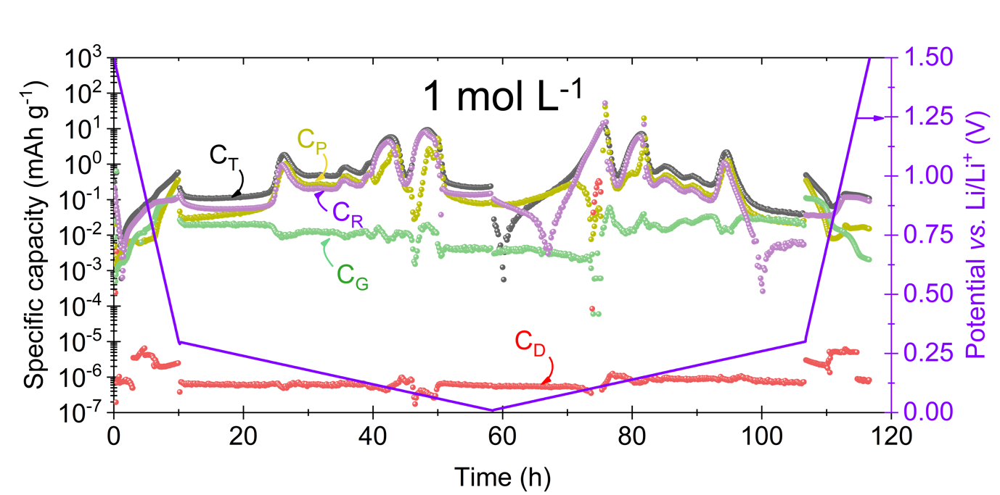 1 mol L⁻¹
Specific capacity (mAh g⁻¹)
10³
10²
10¹
10⁰
10⁻¹
10⁻²
10⁻³
10⁻⁴
10⁻⁵
10⁻⁶
10⁻⁷
C_T
C_P
C_R
C_G
C_D
1.50
1.25
1.00
0.75
0.50
0.25
0.00
Potential vs. Li/Li⁺ (V)
0 20 40 60 80 100 120
Time (h)